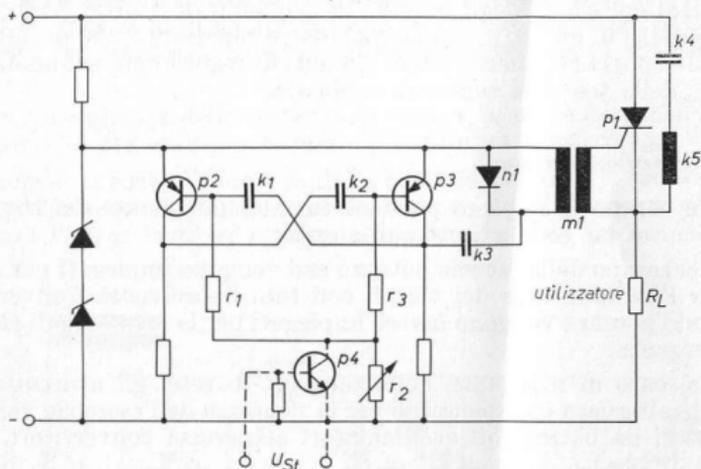 +
k4
p1
k5
p2
k1
k2
p3
n1
m1
k3
r1
r3
utilizzatore
RL
p4
r2
USt